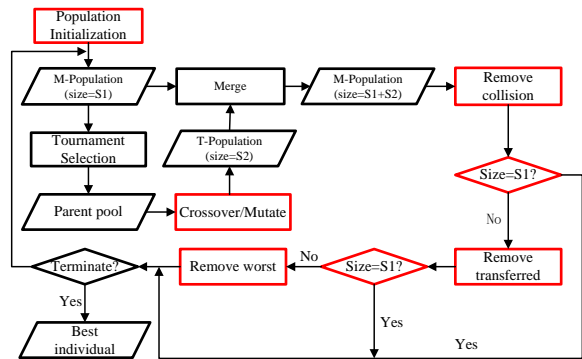 Population
Initialization
M-Population
(size=S1)
Merge
M-Population
(size=S1+S2)
Remove
collision
Tournament
Selection
T-Population
(size=S2)
Size=S1?
Parent pool
Crossover/Mutate
No
Terminate?
Remove worst
No
Size=S1?
Remove
transferred
Yes
Best
individual
Yes
Yes